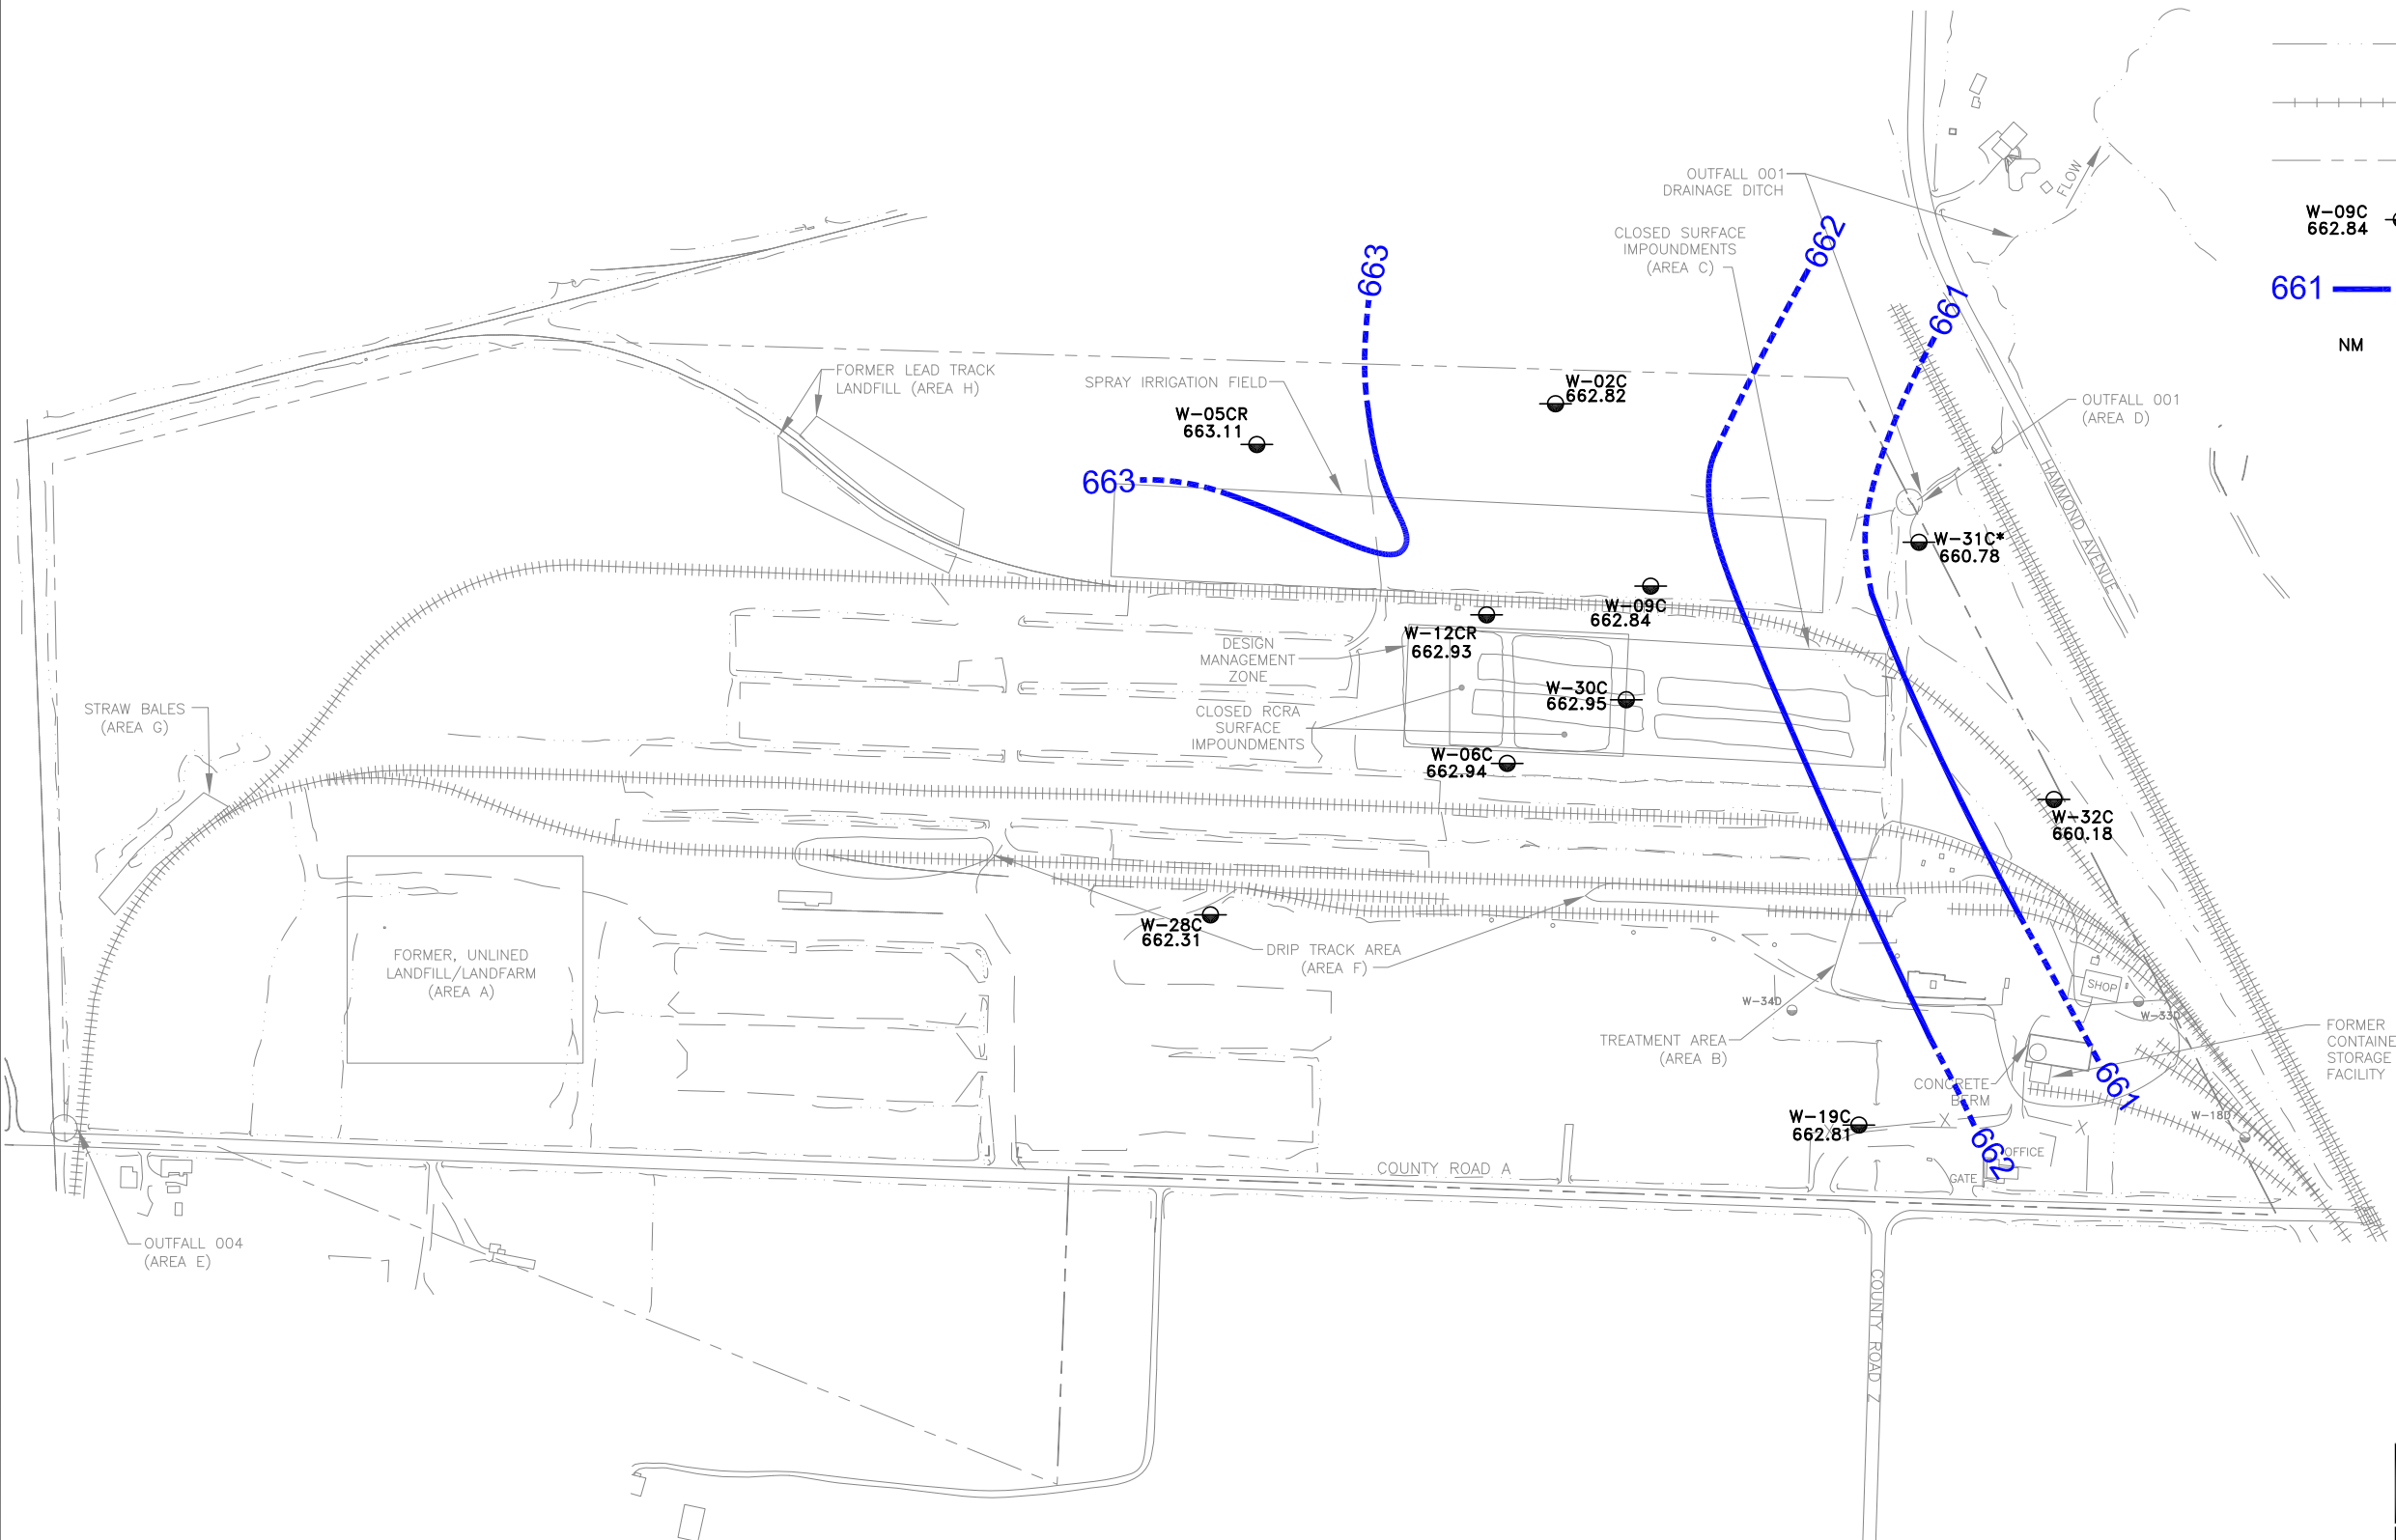 OUTFALL 001
DRAINAGE DITCH
FLOW
W-09C
662.84
CLOSED SURFACE
IMPOUNDMENTS
(AREA C)
662
663
661
661
NM
FORMER LEAD TRACK
LANDFILL (AREA H)
SPRAY IRRIGATION FIELD
W-02C
662.82
W-05CR
663.11
OUTFALL 001
(AREA D)
663
HAMMOND AVENUE
W-31C*
660.78
W-09C
662.84
W-12CR
662.93
DESIGN
MANAGEMENT
ZONE
W-30C
662.95
STRAW BALES
(AREA G)
CLOSED RCRA
SURFACE
IMPOUNDMENTS
W-06C
662.94
W-32C
660.18
W-28C
662.31
DRIP TRACK AREA
(AREA F)
FORMER, UNLINED
LANDFILL/LANDFARM
(AREA A)
SHOP
W-34D
W-33D
TREATMENT AREA
(AREA B)
FORMER
CONTAINE
STORAGE
FACILITY
CONCRETE
BERM
661
W-18D
W-19C
662.81
662
OFFICE
GATE
COUNTY ROAD A
OUTFALL 004
(AREA E)
COUNTY ROAD Z